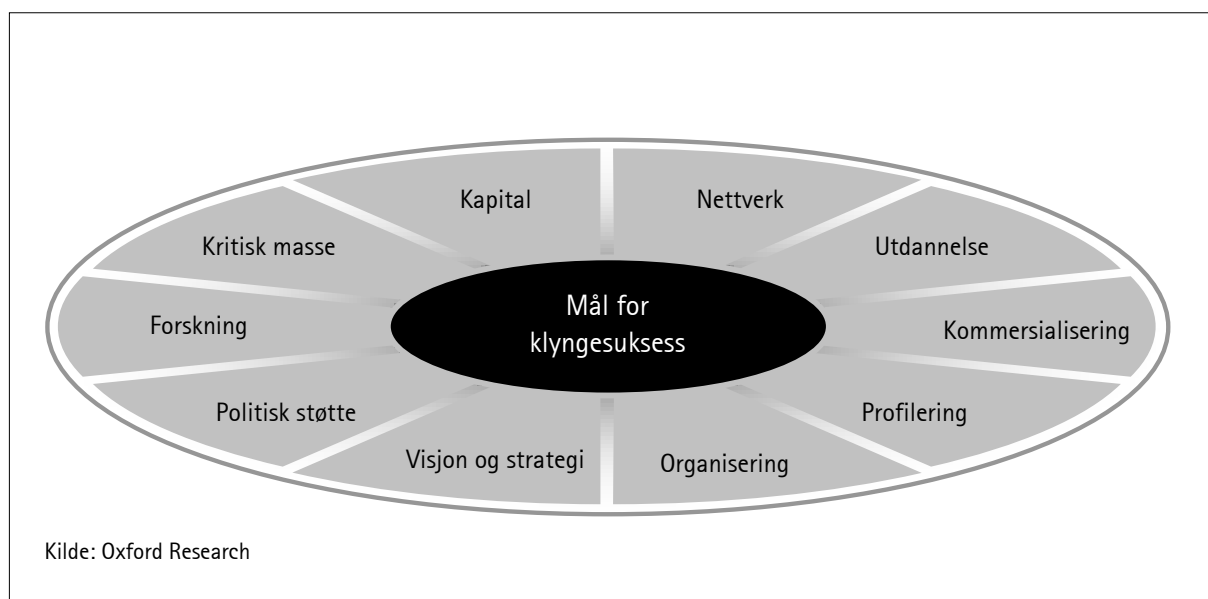 Kapital
Nettverk
Kritisk masse
Utdannelse
Mål for
klyngesuksess
Forskning
Kommersialisering
Politisk støtte
Profilering
Visjon og strategi
Organisering
Kilde: Oxford Research